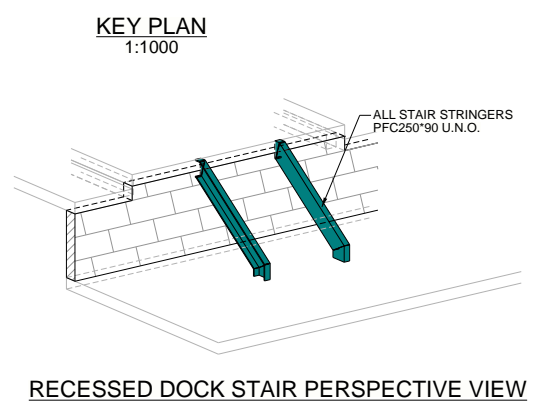 KEY PLAN
1:1000
ALL STAIR STRINGERS
PFC250*90 U.N.O.
RECESSED DOCK STAIR PERSPECTIVE VIEW